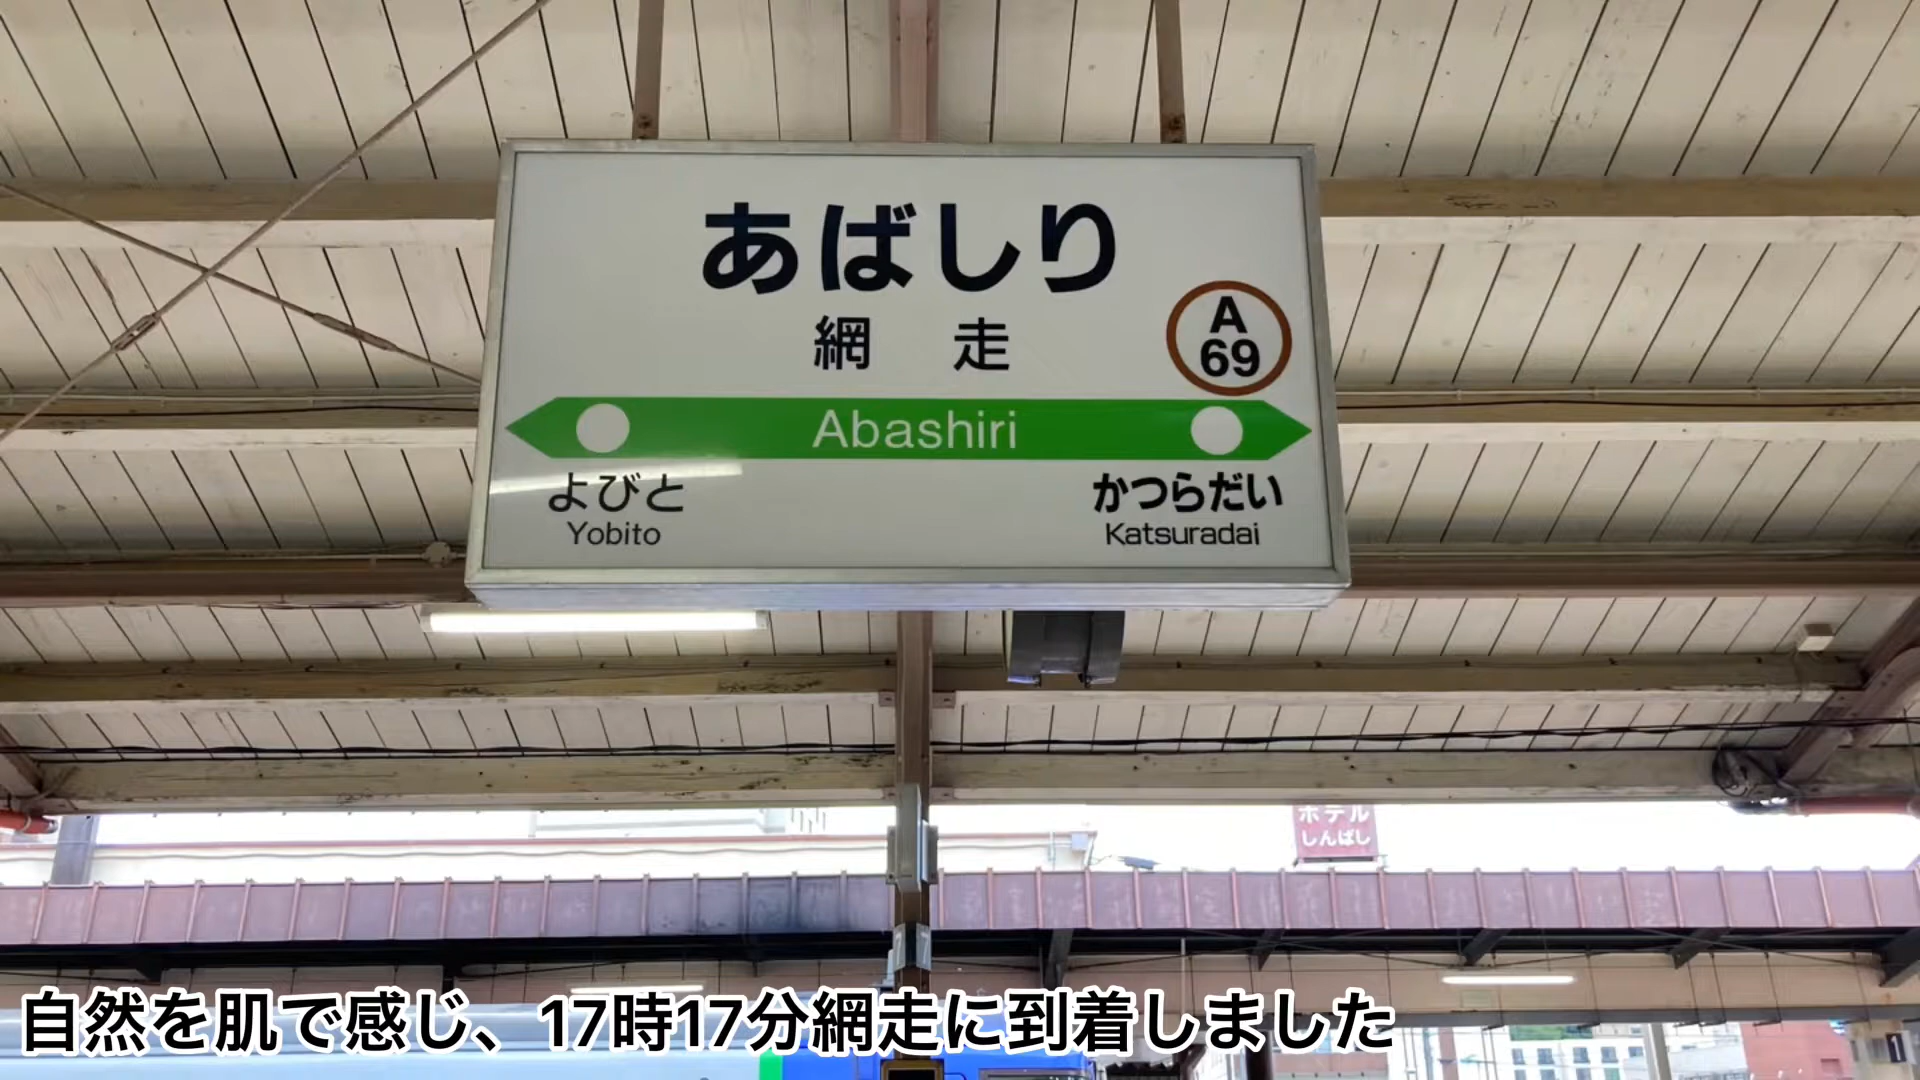 あばしり
網走
A
69
Abashiri
よびと
Yobito
かつらだい
Katsuradai
ホテル
しんばし
7
7
1
自然を肌で感じ、17時17分網走に到着しました